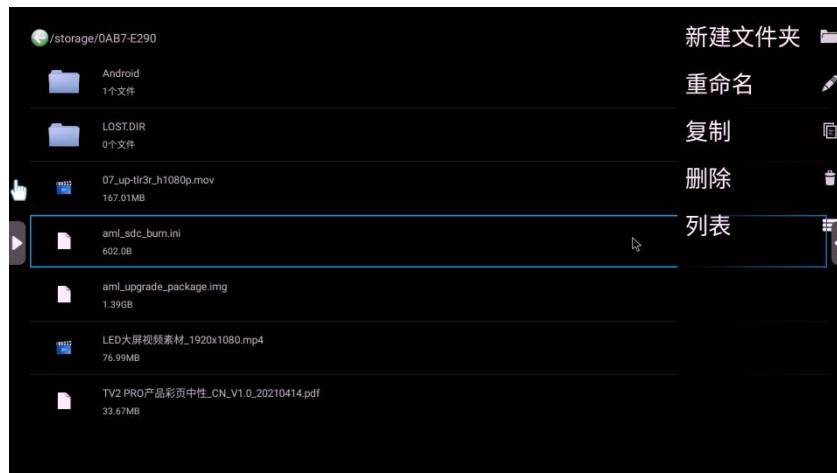 /storage/0AB7-E290
Android
1个文件
LOST.DIR
0个文件
07_up-tlr3r_h1080p.mov
167.01MB
aml_sdc_burn.ini
602.0B
aml_upgrade_package.img
1.39GB
LED大屏视频素材_1920x1080.mp4
76.99MB
TV2 PRO产品彩页中性_CN_V1.0_20210414.pdf
33.67MB
新建文件夹
重命名
复制
删除
列表